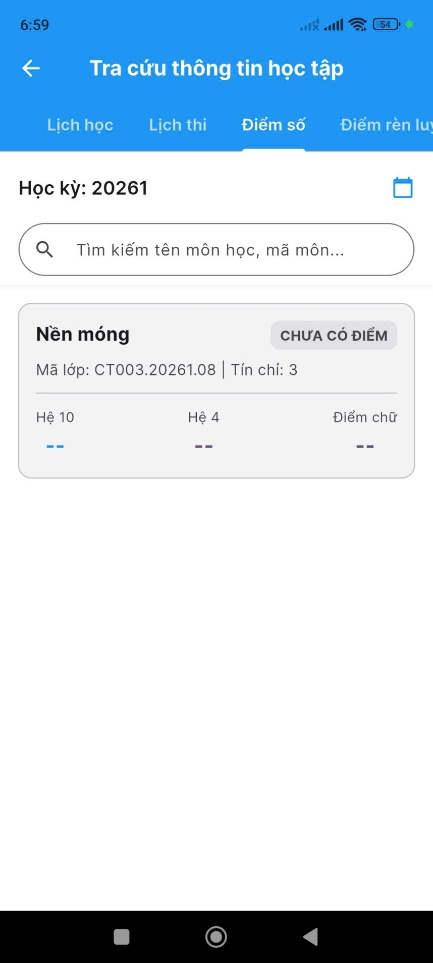 6:59
54
Tra cứu thông tin học tập
Lịch học Lịch thi Điểm số Điểm rèn luy
Học kỳ: 20261
Tìm kiếm tên môn học, mã môn...
Nền móng CHƯA CÓ ĐIỂM
Mã lớp: CT003.20261.08 | Tín chỉ: 3
Hệ 10 Hệ 4 Điểm chữ
-- -- --